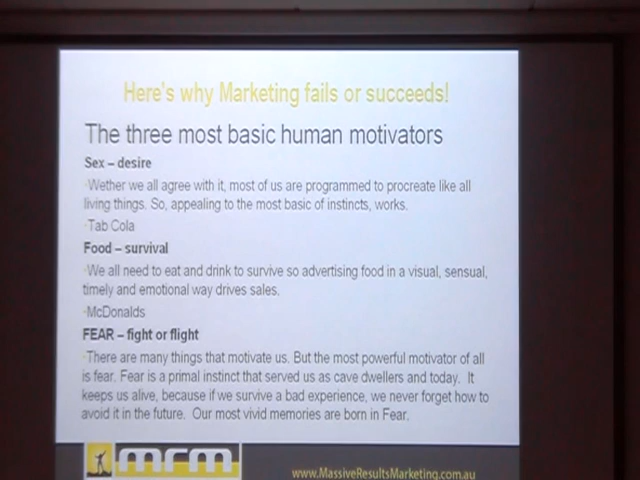 Here's why Marketing fails or succeeds!
The three most basic human motivators
Sex – desire
·Wether we all agree with it, most of us are programmed to procreate like all
living things. So, appealing to the most basic of instincts, works.
·Tab Cola
Food – survival
·We all need to eat and drink to survive so advertising food in a visual, sensual,
timely and emotional way drives sales.
·McDonalds
FEAR – fight or flight
·There are many things that motivate us. But the most powerful motivator of all
is fear. Fear is a primal instinct that served us as cave dwellers and today. It
keeps us alive, because if we survive a bad experience, we never forget how to
avoid it in the future. Our most vivid memories are born in Fear.
mrm
www.MassiveResultsMarketing.com.au